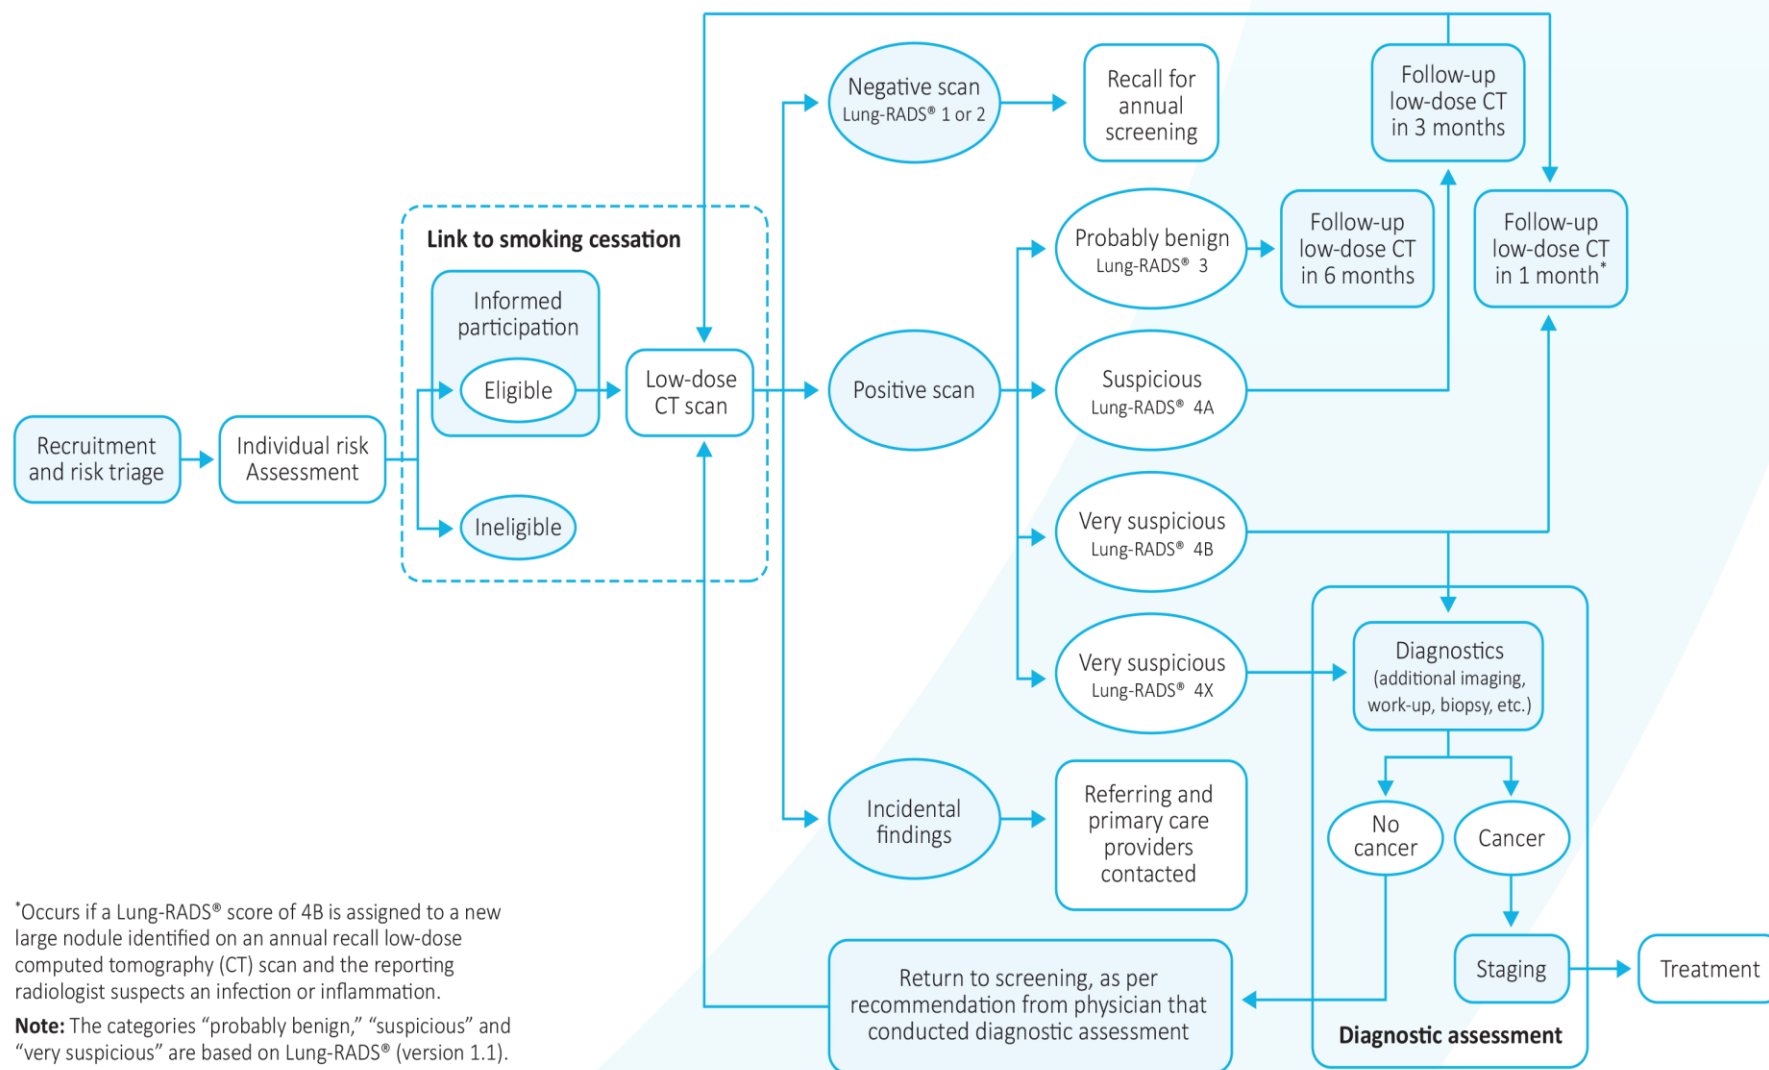 Negative scan
Lung-RADS® 1 or 2
Recall for
annual
screening
Follow-up
low-dose CT
in 3 months
Link to smoking cessation
Informed
participation
Eligible
Low-dose
CT scan
Recruitment
and risk triage
Individual risk
Assessment
Ineligible
Positive scan
Probably benign
Lung-RADS® 3
Follow-up
low-dose CT
in 6 months
Follow-up
low-dose CT
in 1 month*
Suspicious
Lung-RADS® 4A
Very suspicious
Lung-RADS® 4B
Very suspicious
Lung-RADS® 4X
Diagnostics
(additional imaging,
work-up, biopsy, etc.)
Incidental
findings
Referring and
primary care
providers
contacted
No
cancer
Cancer
Staging
Treatment
Return to screening, as per
recommendation from physician that
conducted diagnostic assessment
Diagnostic assessment
*Occurs if a Lung-RADS® score of 4B is assigned to a new
large nodule identified on an annual recall low-dose
computed tomography (CT) scan and the reporting
radiologist suspects an infection or inflammation.
Note: The categories “probably benign,” “suspicious” and
“very suspicious” are based on Lung-RADS® (version 1.1).